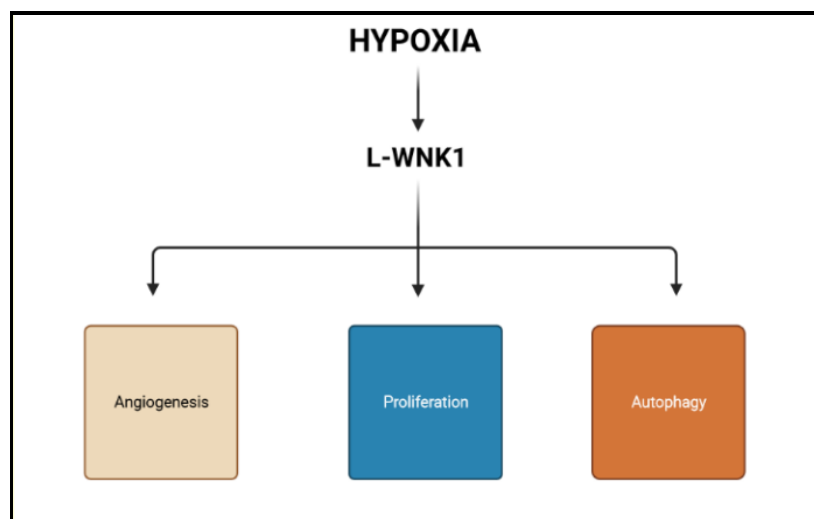 HYPOXIA
L-WNK1
Angiogenesis
Proliferation
Autophagy